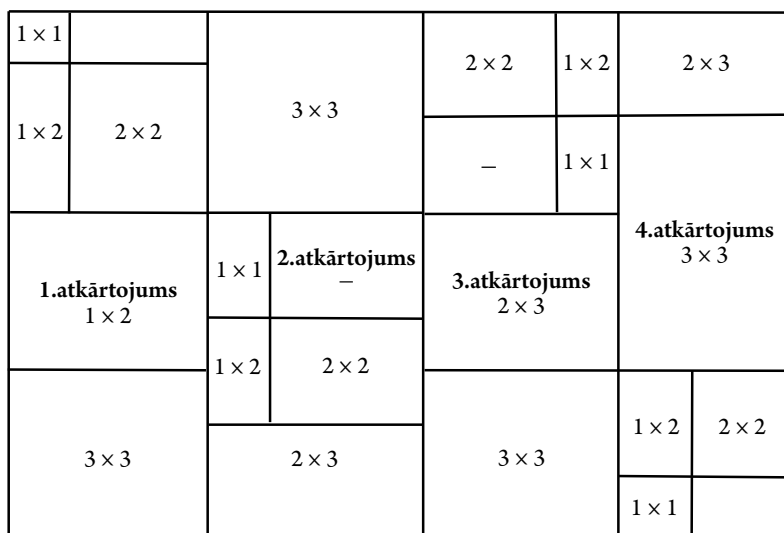 1 × 1
1 × 2
2 × 2
1.atkārtojums
1 × 2
3 × 3
3 × 3
1 × 1
2.atkārtojums
–
1 × 2
2 × 2
2 × 3
2 × 2
1 × 2
–
1 × 1
3.atkārtojums
2 × 3
3 × 3
2 × 3
4.atkārtojums
3 × 3
1 × 2
2 × 2
1 × 1